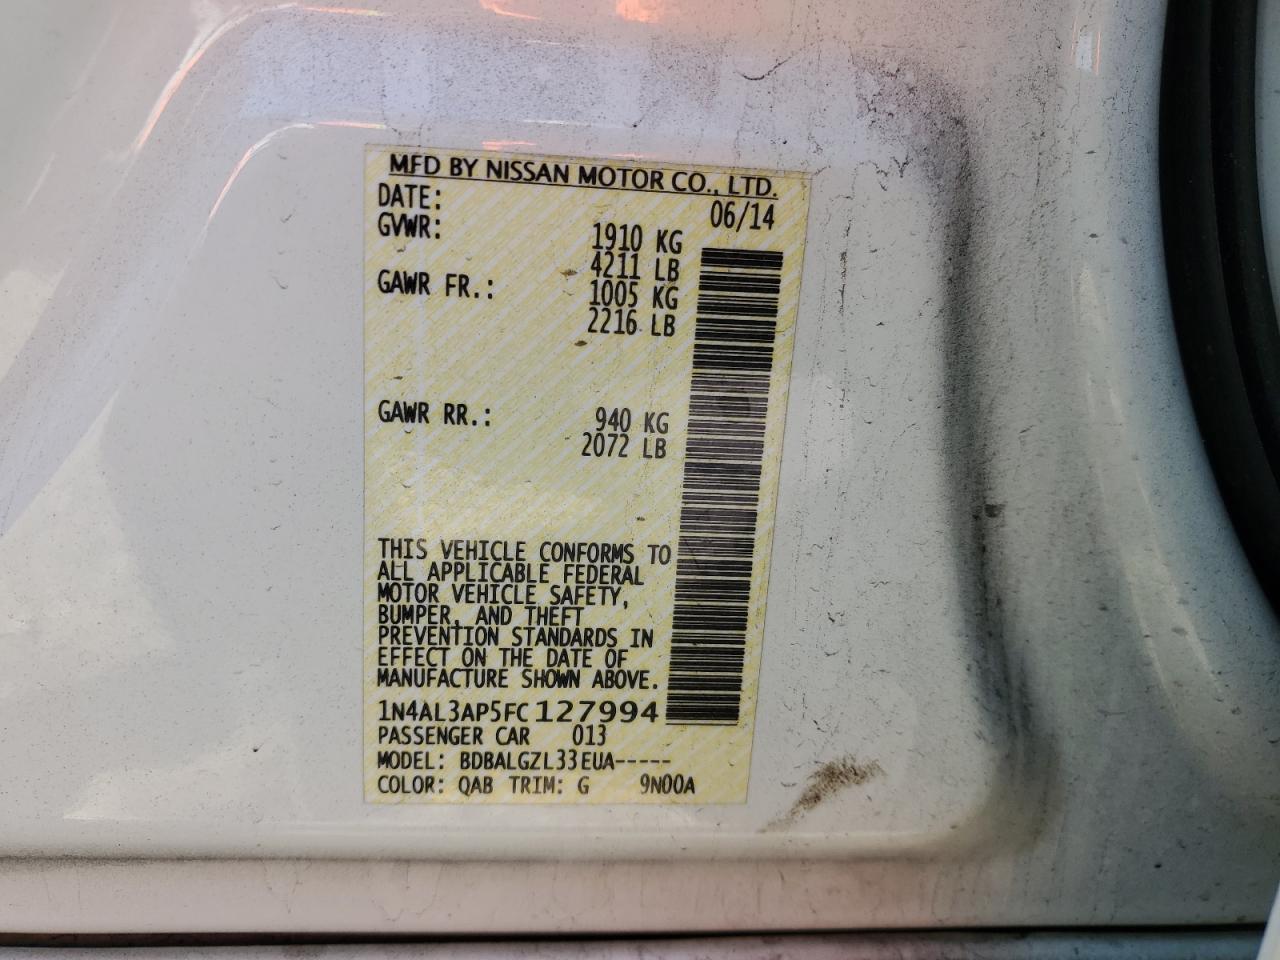 MFD BY NISSAN MOTOR CO., LTD.
DATE: 06/14
GVWR: 1910 KG
4211 LB
GAWR FR.: 1005 KG
2216 LB
GAWR RR.: 940 KG
2072 LB
THIS VEHICLE CONFORMS TO
ALL APPLICABLE FEDERAL
MOTOR VEHICLE SAFETY,
BUMPER, AND THEFT
PREVENTION STANDARDS IN
EFFECT ON THE DATE OF
MANUFACTURE SHOWN ABOVE.
1N4AL3AP5FC127994
PASSENGER CAR 013
MODEL: BDBALGZL33EUA-----
COLOR: QAB TRIM: G 9N00A